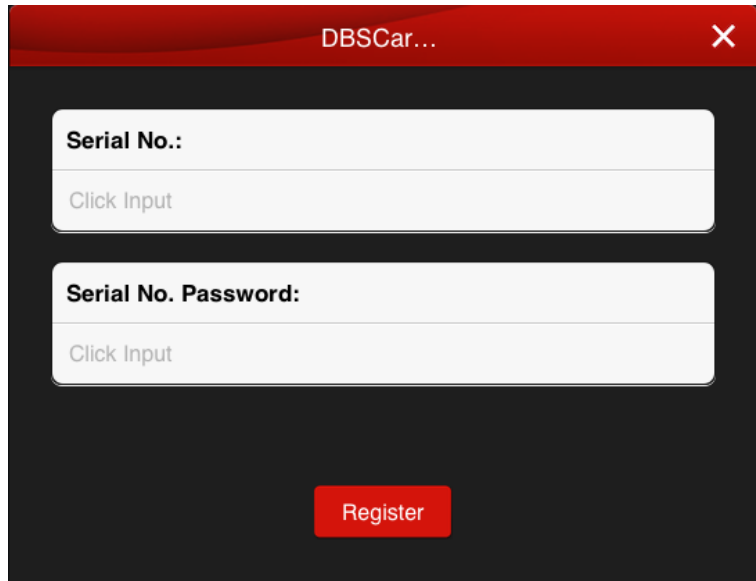 DBSCar...
Serial No.:
Click Input
Serial No. Password:
Click Input
Register